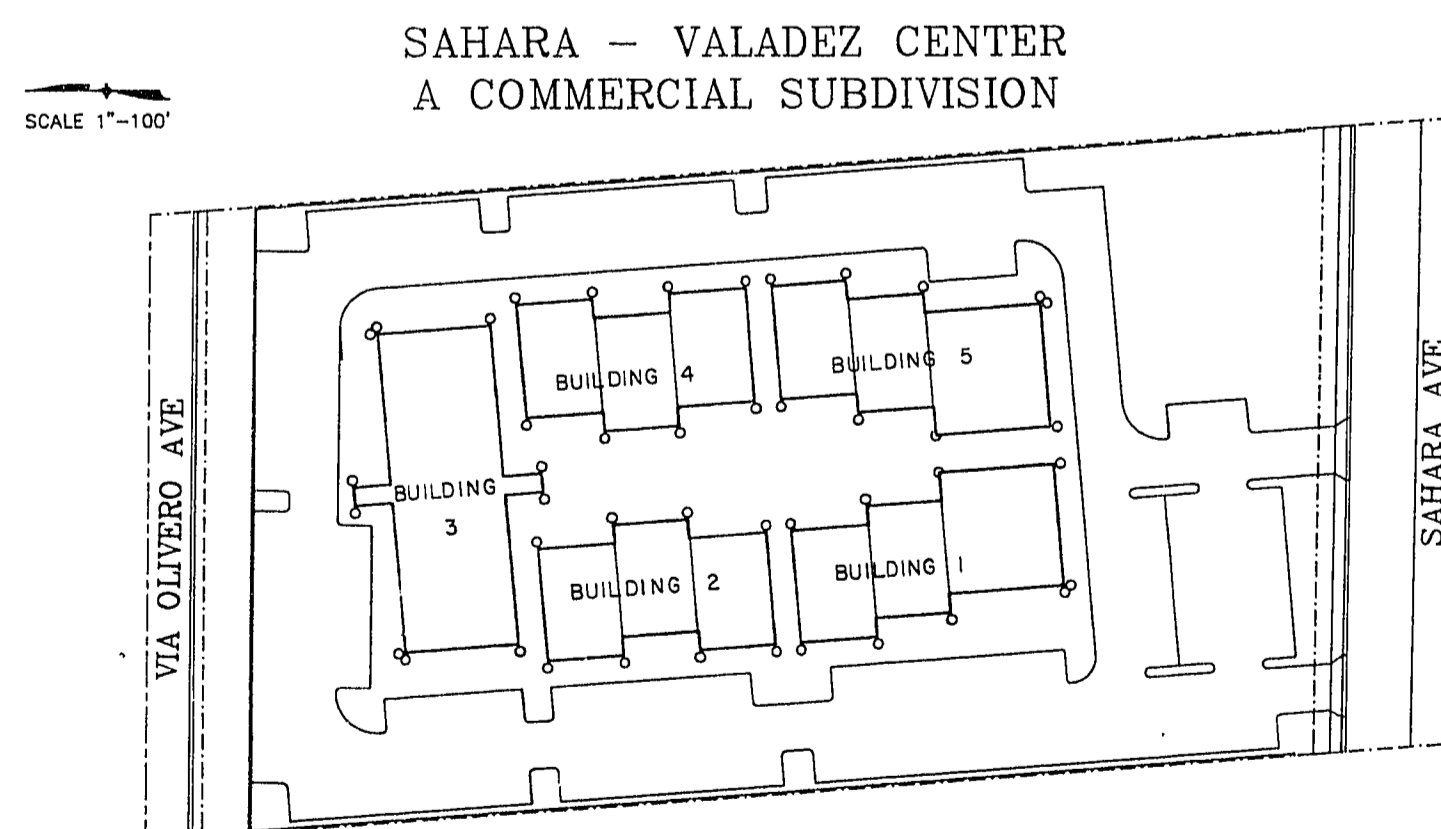 SAHARA – VALADEZ CENTER
A COMMERCIAL SUBDIVISION
SCALE 1"-100'
BUILDING 4
BUILDING 5
BUILDING
3
BUILDING 2
BUILDING 1
VIA OLIVERO AVE
SAHARA AVE